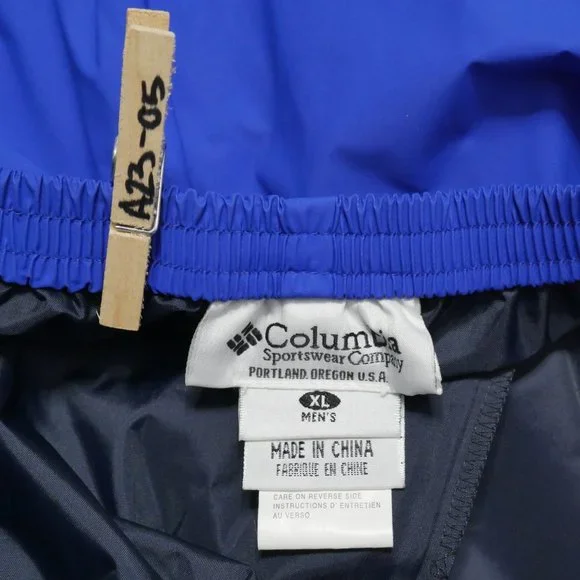 A23-05
Columbia
Sportswear Company
PORTLAND, OREGON U.S.A.
XL
MEN'S
MADE IN CHINA
FABRIQUE EN CHINE
CARE ON REVERSE SIDE
INSTRUCTIONS D'ENTRETIEN
AU VERSO